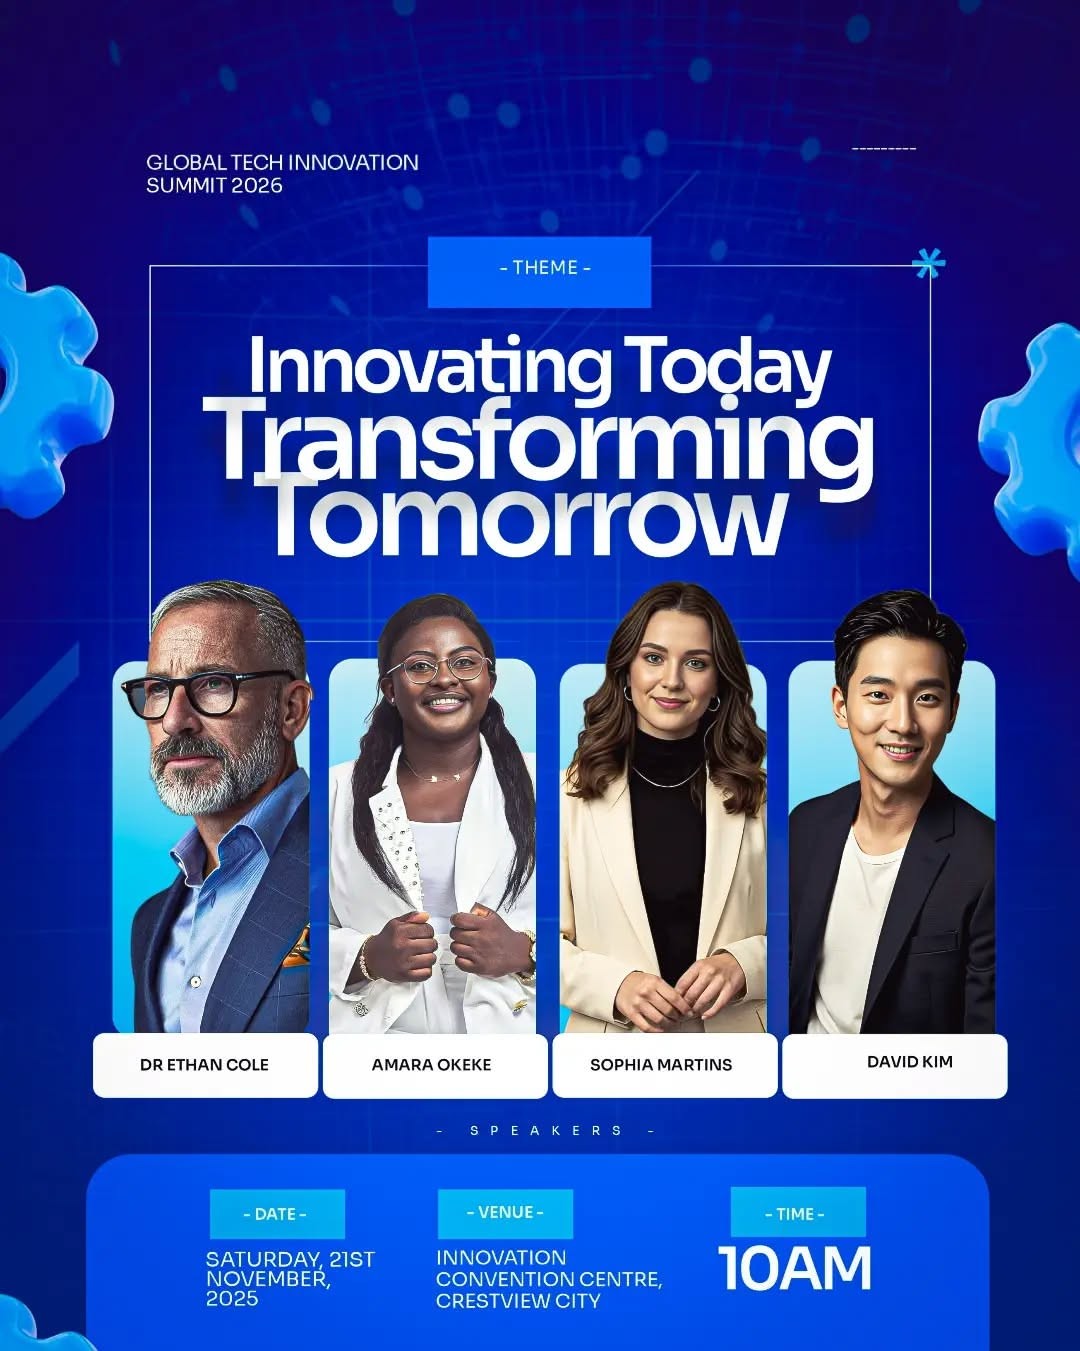 GLOBAL TECH INNOVATION
SUMMIT 2026
- THEME -
Innovating Today
Transforming
Tomorrow
DR ETHAN COLE
AMARA OKEKE
SOPHIA MARTINS
DAVID KIM
- SPEAKERS -
- DATE -
SATURDAY, 21ST
NOVEMBER,
2025
- VENUE -
INNOVATION
CONVENTION CENTRE,
CRESTVIEW CITY
- TIME -
10AM